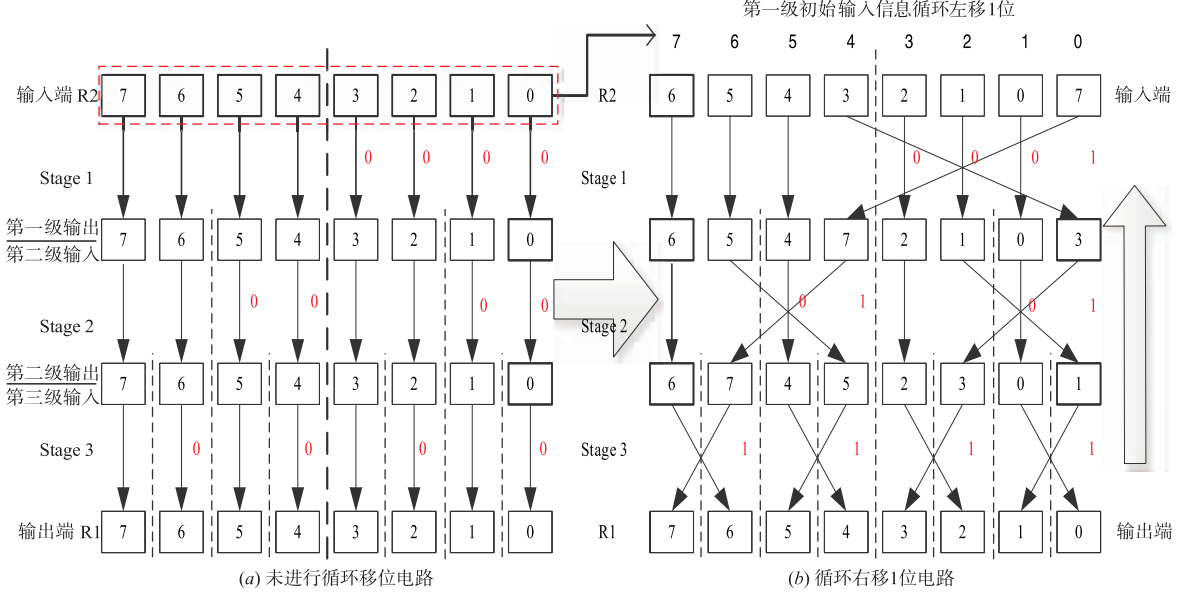 第一级初始输入信息循环左移1位
7 6 5 4 3 2 1 0
输入端 R2 7 6 5 4 3 2 1 0 R2 6 5 4 3 2 1 0 7 输入端
0 0 0 0 0 0 0 1
Stage 1 Stage 1
第一级输出 7 6 5 4 3 2 1 0 6 5 4 7 2 1 0 3
第二级输入
0 0 0 0 0 1 0 1
Stage 2 Stage 2
第二级输出 7 6 5 4 3 2 1 0 6 7 4 5 2 3 0 1
第三级输入
Stage 3 0 0 0 0 Stage 3 1 1 1 1
输出端 R1 7 6 5 4 3 2 1 0 R1 7 6 5 4 3 2 1 0 输出端
(a) 未进行循环移位电路 (b) 循环右移1位电路